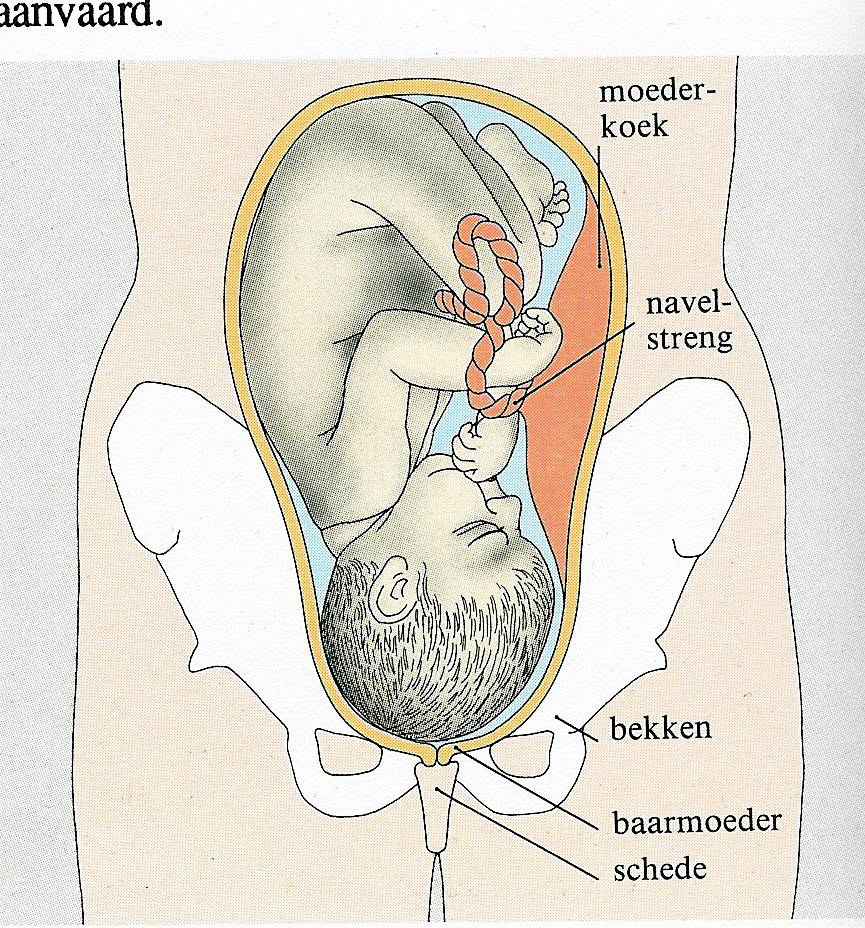 aanvaard.
moeder-
koek
navel-
streng
bekken
baarmoeder
schede